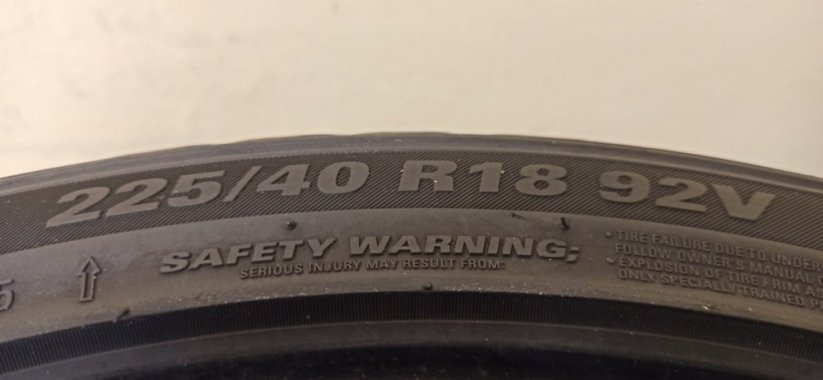 225/40 R18 92V
SAFETY WARNING;
SERIOUS INJURY MAY RESULT FROM:
• TIRE FAILURE DUE TO UNDER
FOLLOW OWNER'S MANUAL
• EXPLOSION OF TIRE / RIM AS
ONLY SPECIALLY TRAINED P
5